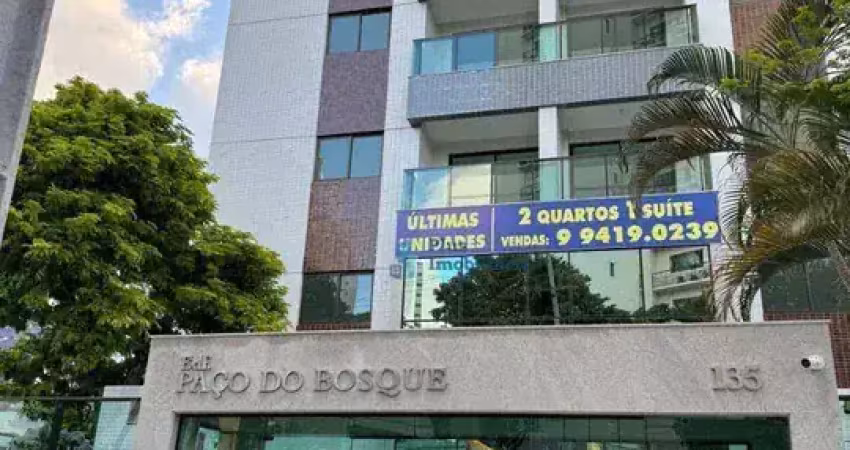 ÚLTIMAS
UNIDADES
2 QUARTOS 1 SUÍTE
VENDAS: 9 9419.0239
Edf.
PAÇO DO BOSQUE
135